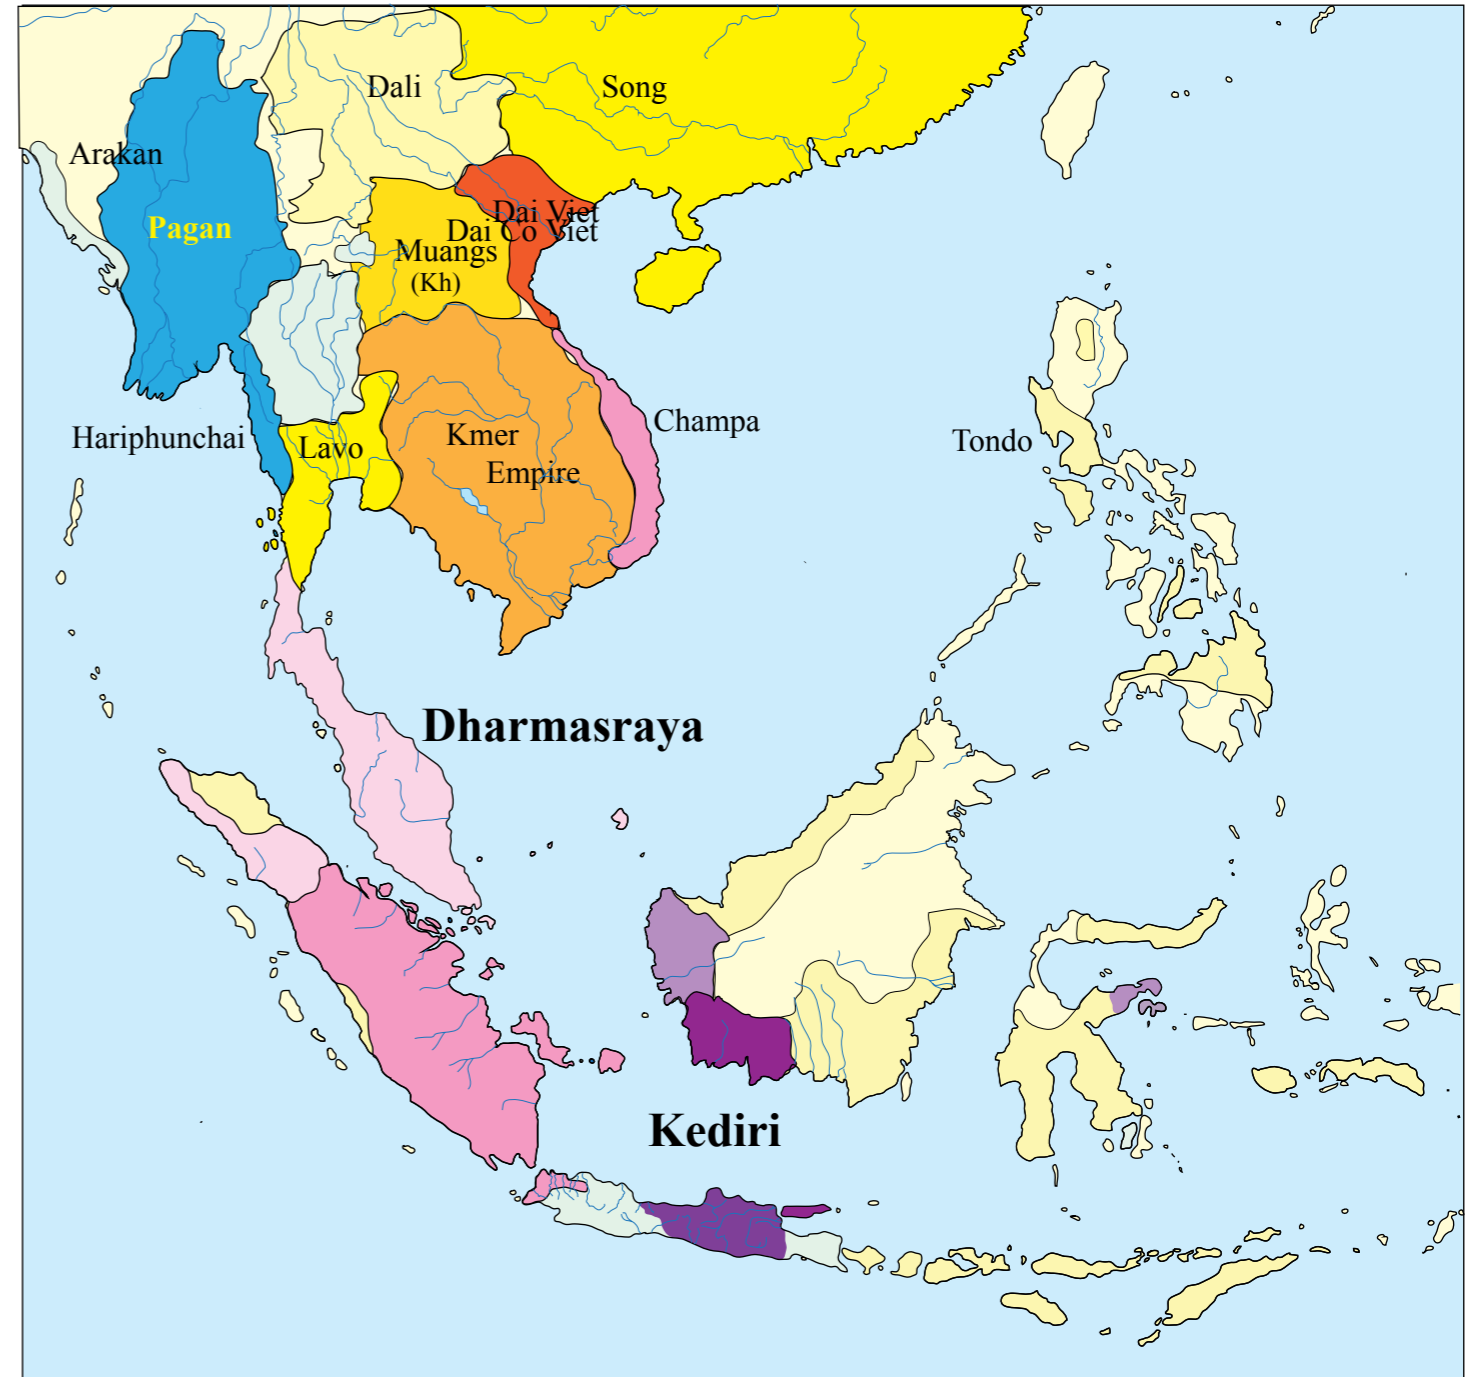 Dali
Song
Arakan
Pagan
Dai Viet
Dai Co Viet
Muangs
(Kh)
Hariphunchai
Lavo
Kmer
Empire
Champa
Tondo
Dharmasraya
Kediri